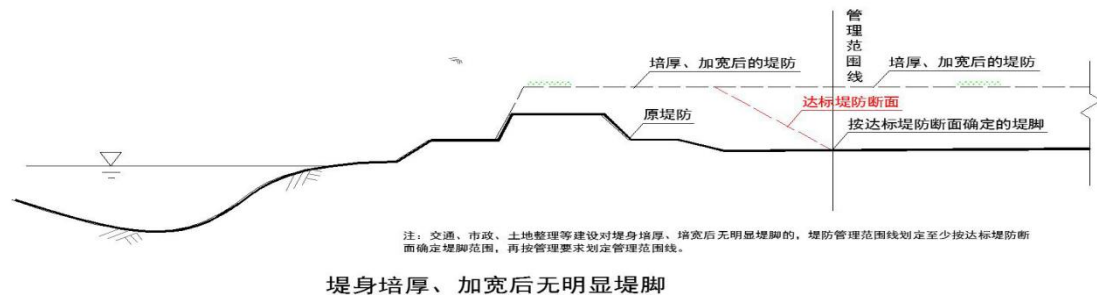 管理范围线
培厚、加宽后的堤防
培厚、加宽后的堤防
达标堤防断面
原堤防
按达标堤防断面确定的堤脚
注：交通、市政、土地整理等建设对堤身培厚、培宽后无明显堤脚的，堤防管理范围线划定至少按达标堤防断
面确定堤脚范围，再按管理要求划定管理范围线。
堤身培厚、加宽后无明显堤脚